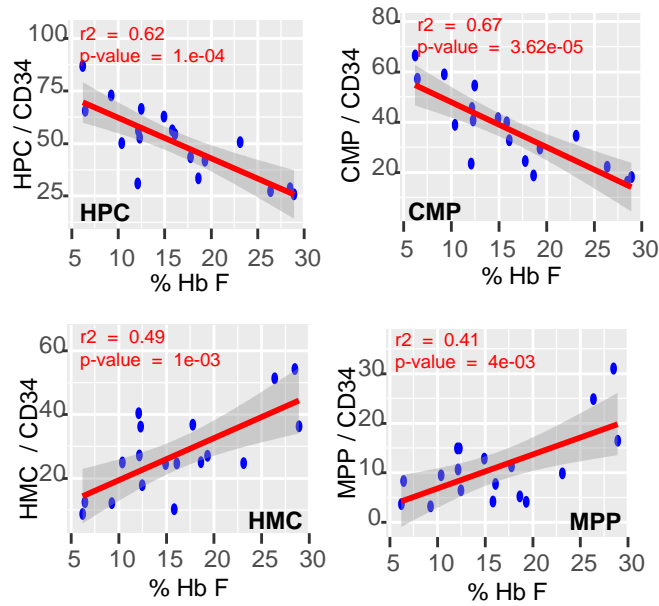 r2 = 0.62
p-value = 1.e-04
HPC / CD34
100
75
50
25
HPC
5 10 15 20 25 30
% Hb F
r2 = 0.67
p-value = 3.62e-05
CMP / CD34
80
60
40
20
CMP
5 10 15 20 25 30
% Hb F
r2 = 0.49
p-value = 1e-03
HMC / CD34
60
40
20
HMC
5 10 15 20 25 30
% Hb F
r2 = 0.41
p-value = 4e-03
MPP / CD34
30
20
10
0
MPP
5 10 15 20 25 30
% Hb F